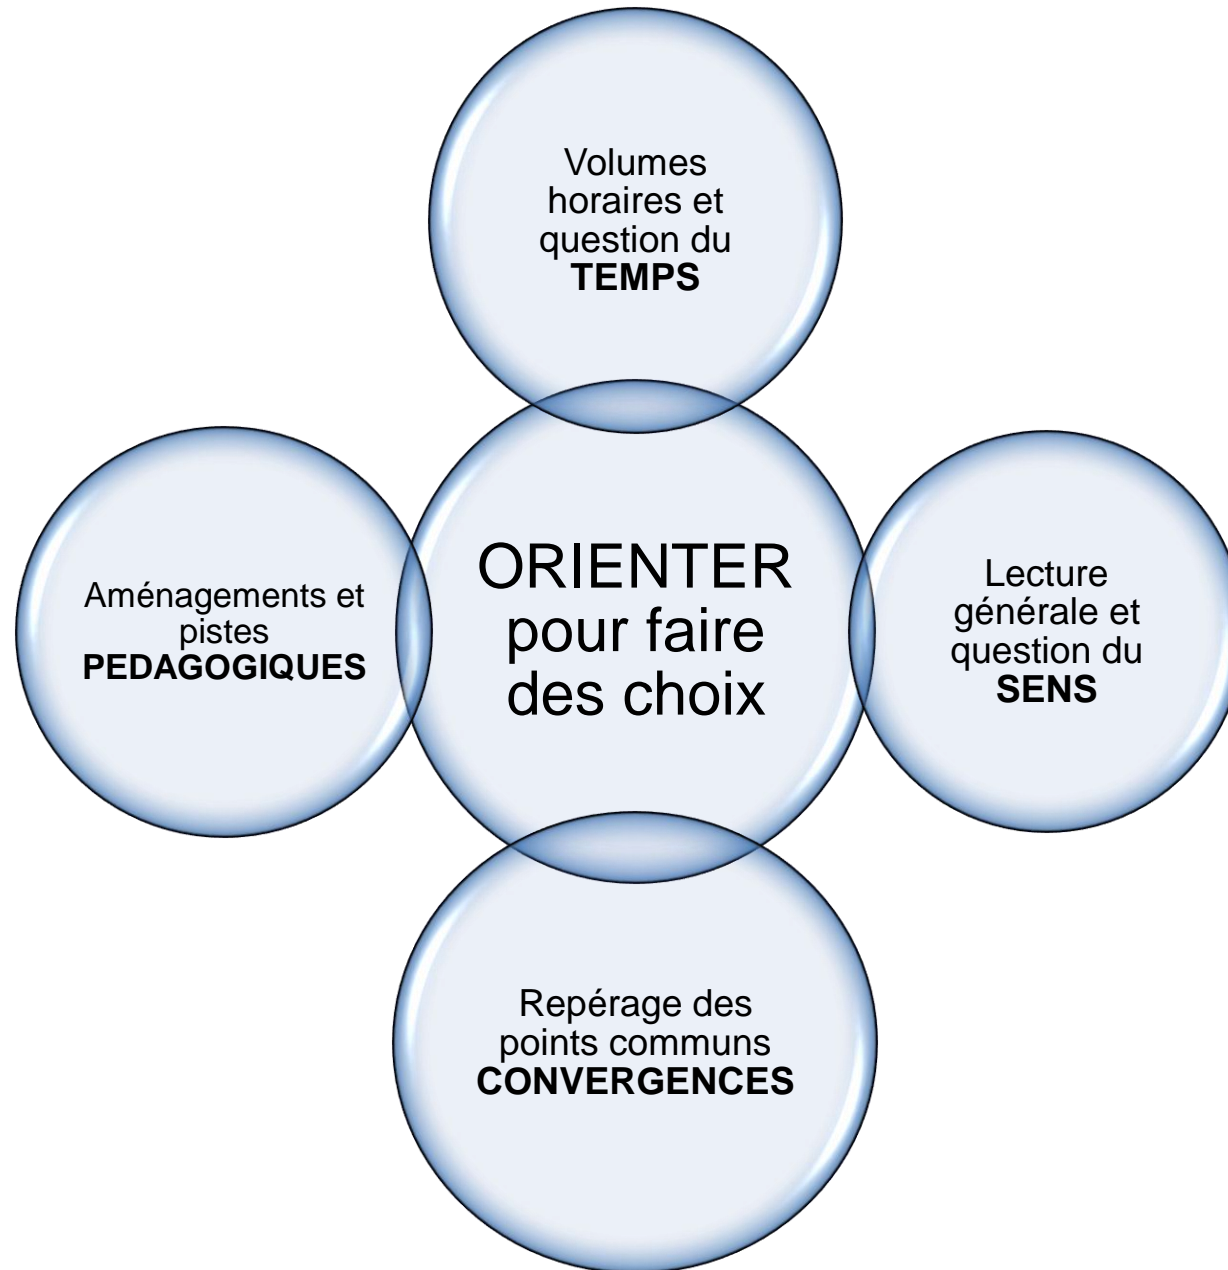 Volumes
horaires et
question du
TEMPS
Aménagements et
pistes
PEDAGOGIQUES
ORIENTER
pour faire
des choix
Lecture
générale et
question du
SENS
Repérage des
points communs
CONVERGENCES